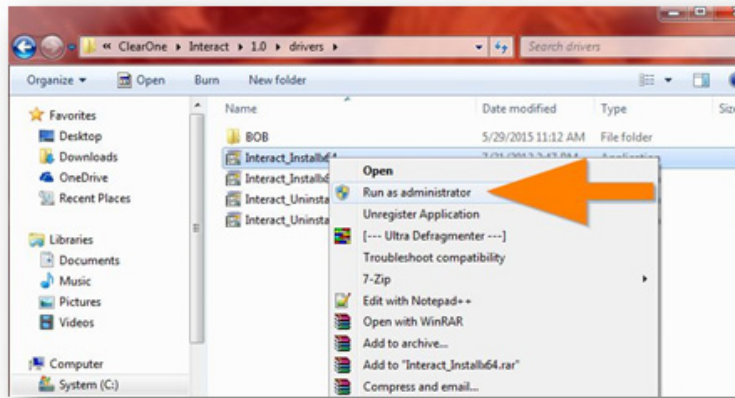 « ClearOne ▸ Interact ▸ 1.0 ▸ drivers ▸
Search drivers
Organize ▾ Open Burn New folder
Favorites
Desktop
Downloads
OneDrive
Recent Places
Libraries
Documents
Music
Pictures
Videos
Computer
System (C:)
Name Date modified Type
BOB 5/29/2015 11:12 AM File folder
Interact_Installx64
Interact_Uninsta
Interact_Uninsta
Open
Run as administrator
Unregister Application
[--- Ultra Defragmenter ---]
Troubleshoot compatibility
7-Zip
Edit with Notepad++
Open with WinRAR
Add to archive...
Add to "Interact_Installx64.rar"
Compress and email...